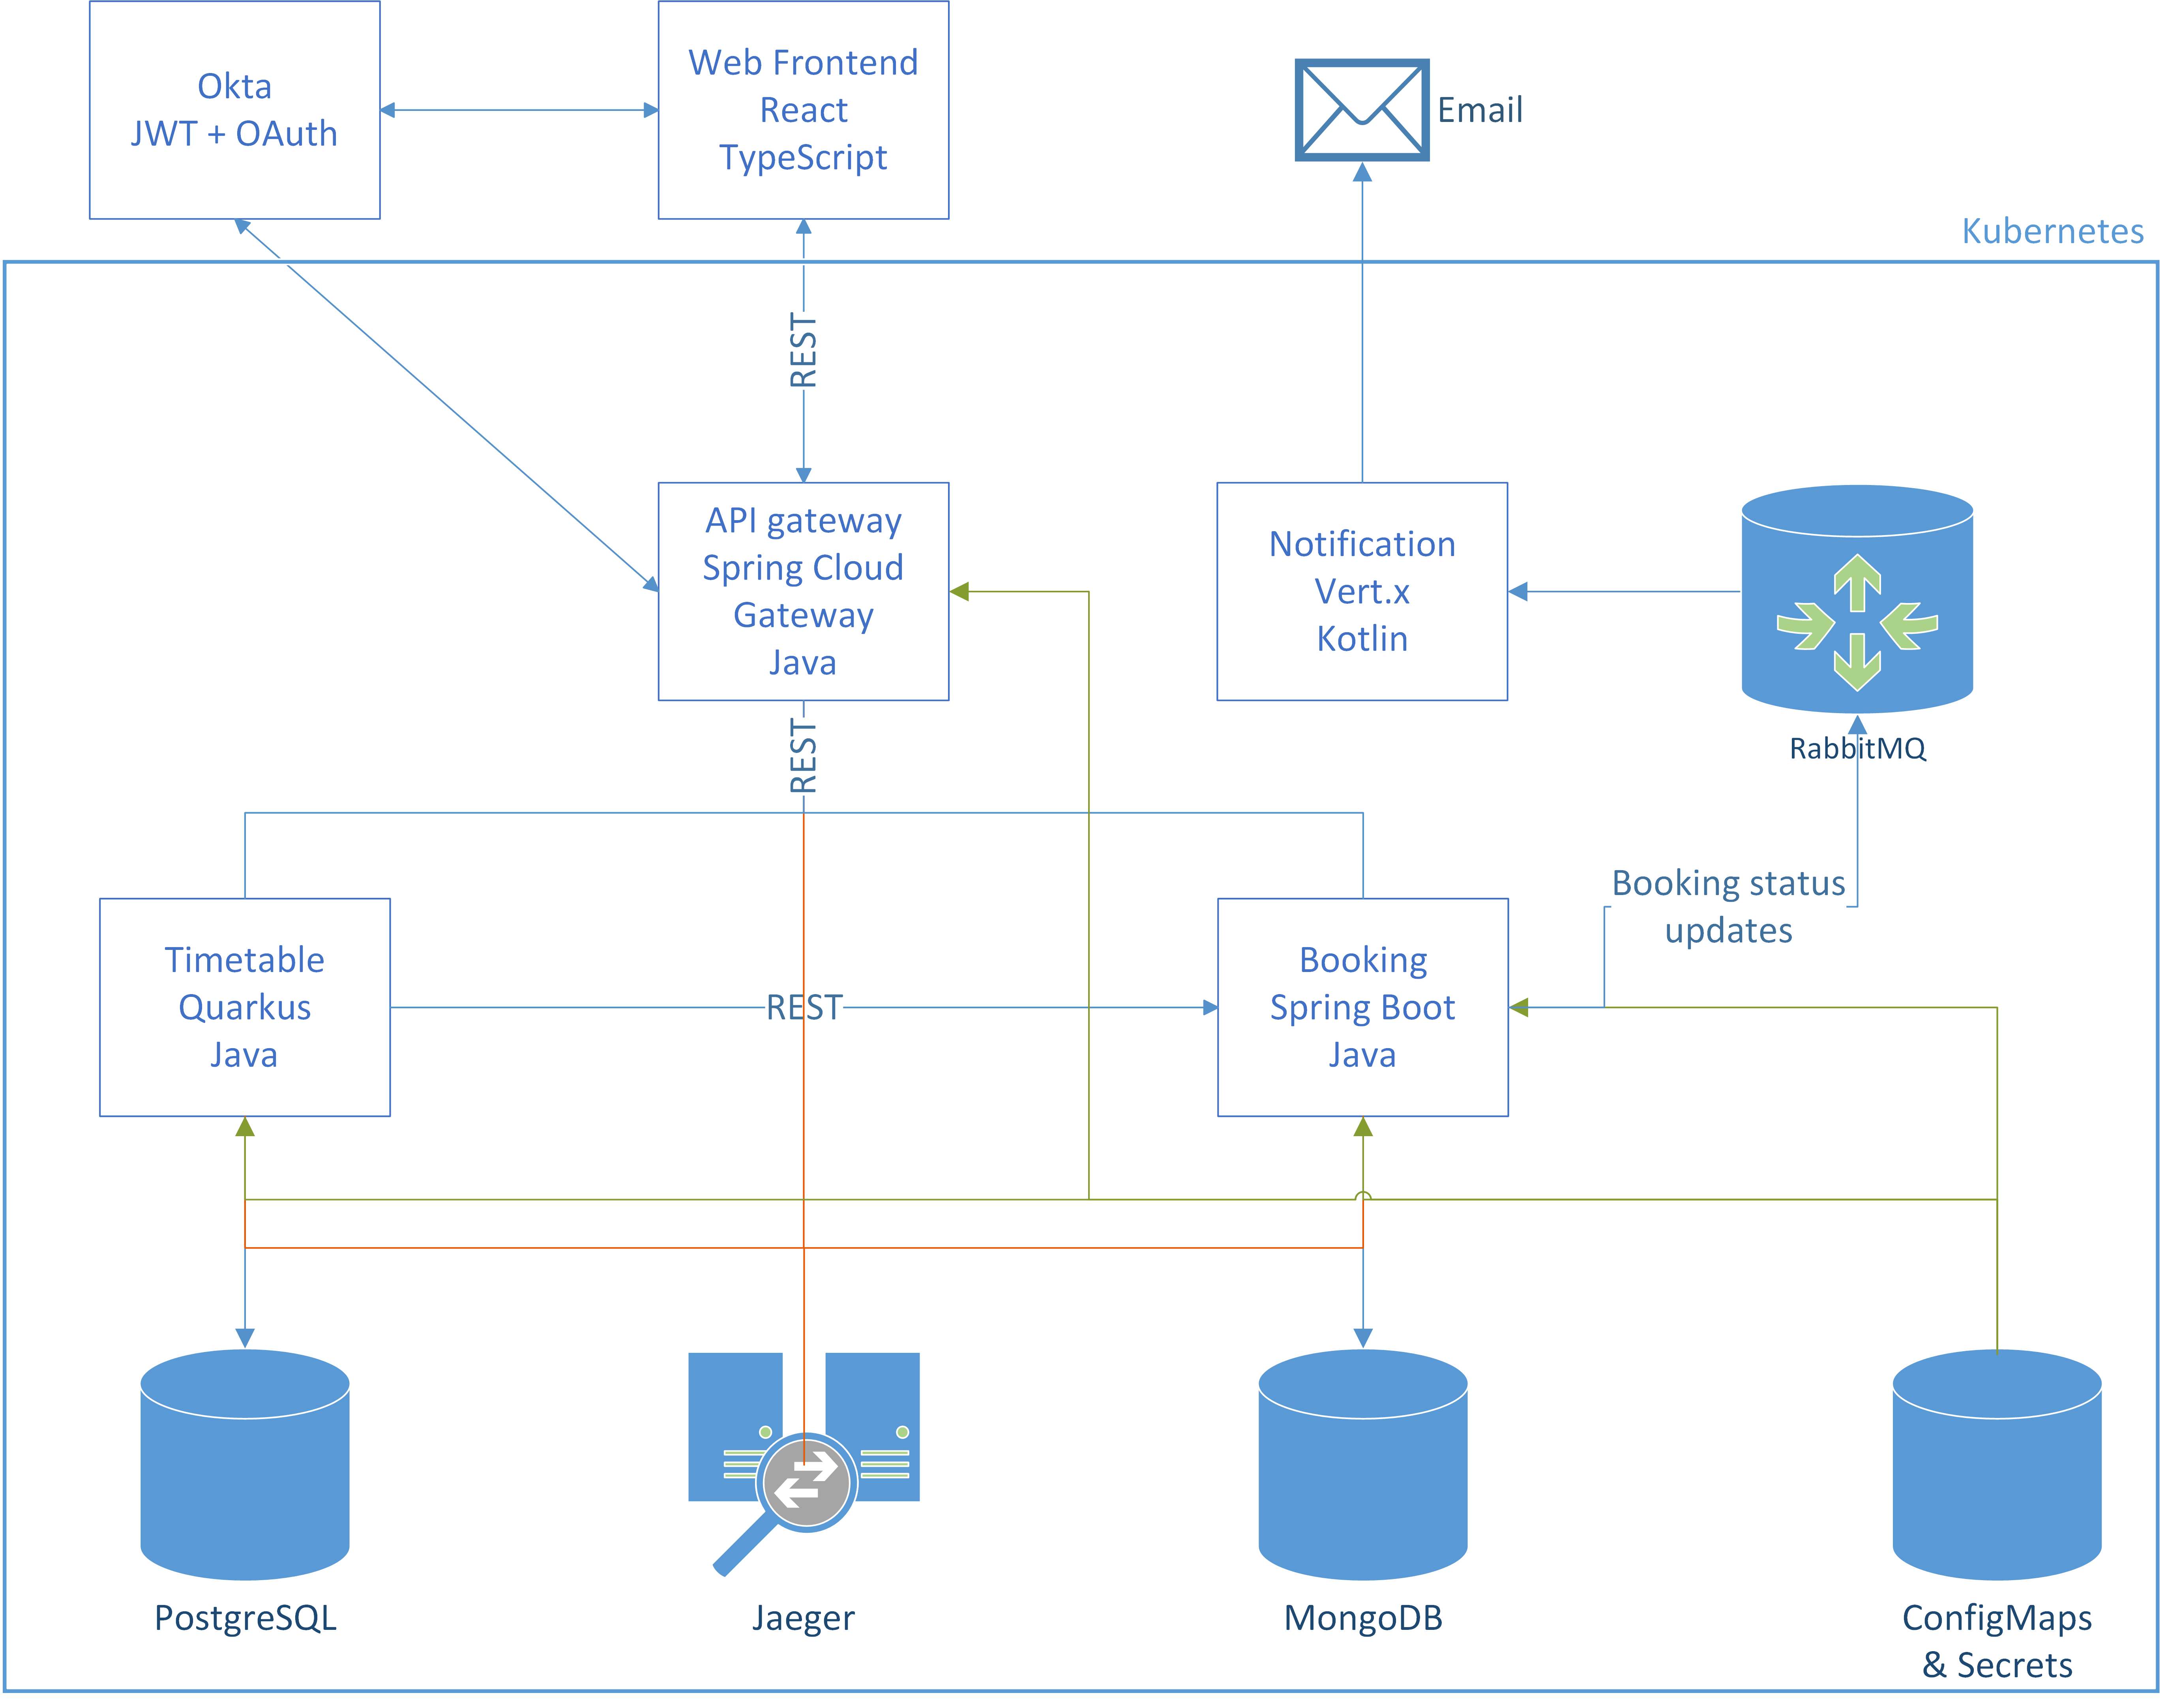 Okta
JWT + OAuth
Web Frontend
React
TypeScript
Email
Kubernetes
REST
API gateway
Spring Cloud
Gateway
Java
Notification
Vert.x
Kotlin
RabbitMQ
REST
Booking status
updates
Timetable
Quarkus
Java
REST
Booking
Spring Boot
Java
PostgreSQL
Jaeger
MongoDB
ConfigMaps
& Secrets